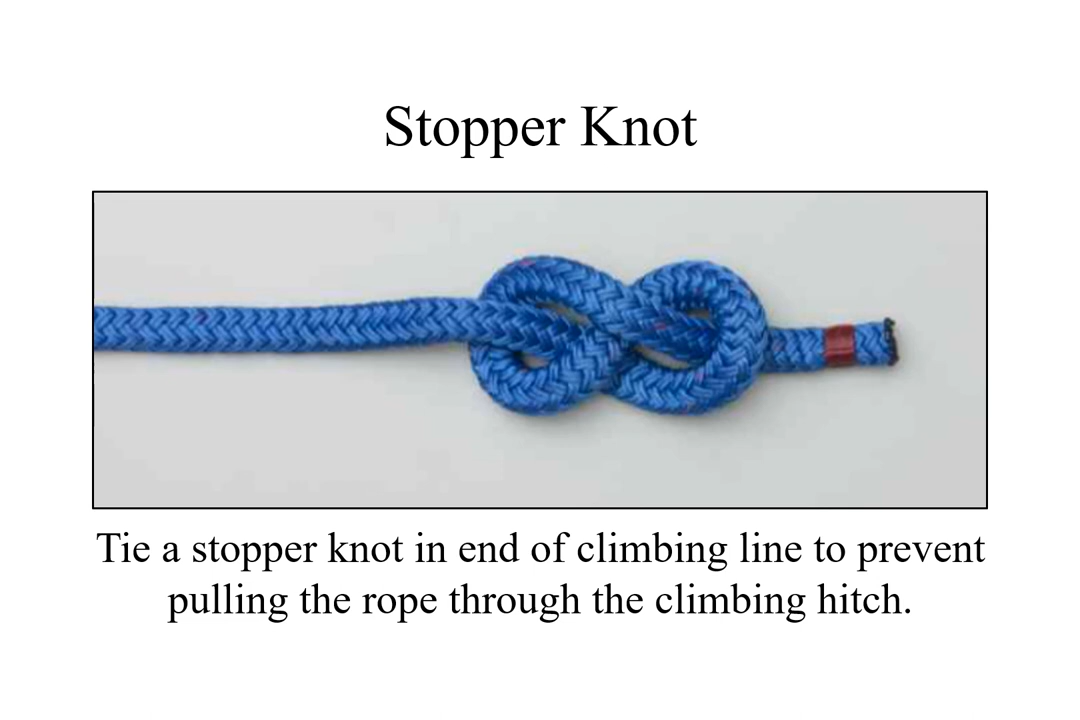 Stopper Knot
Tie a stopper knot in end of climbing line to prevent
pulling the rope through the climbing hitch.